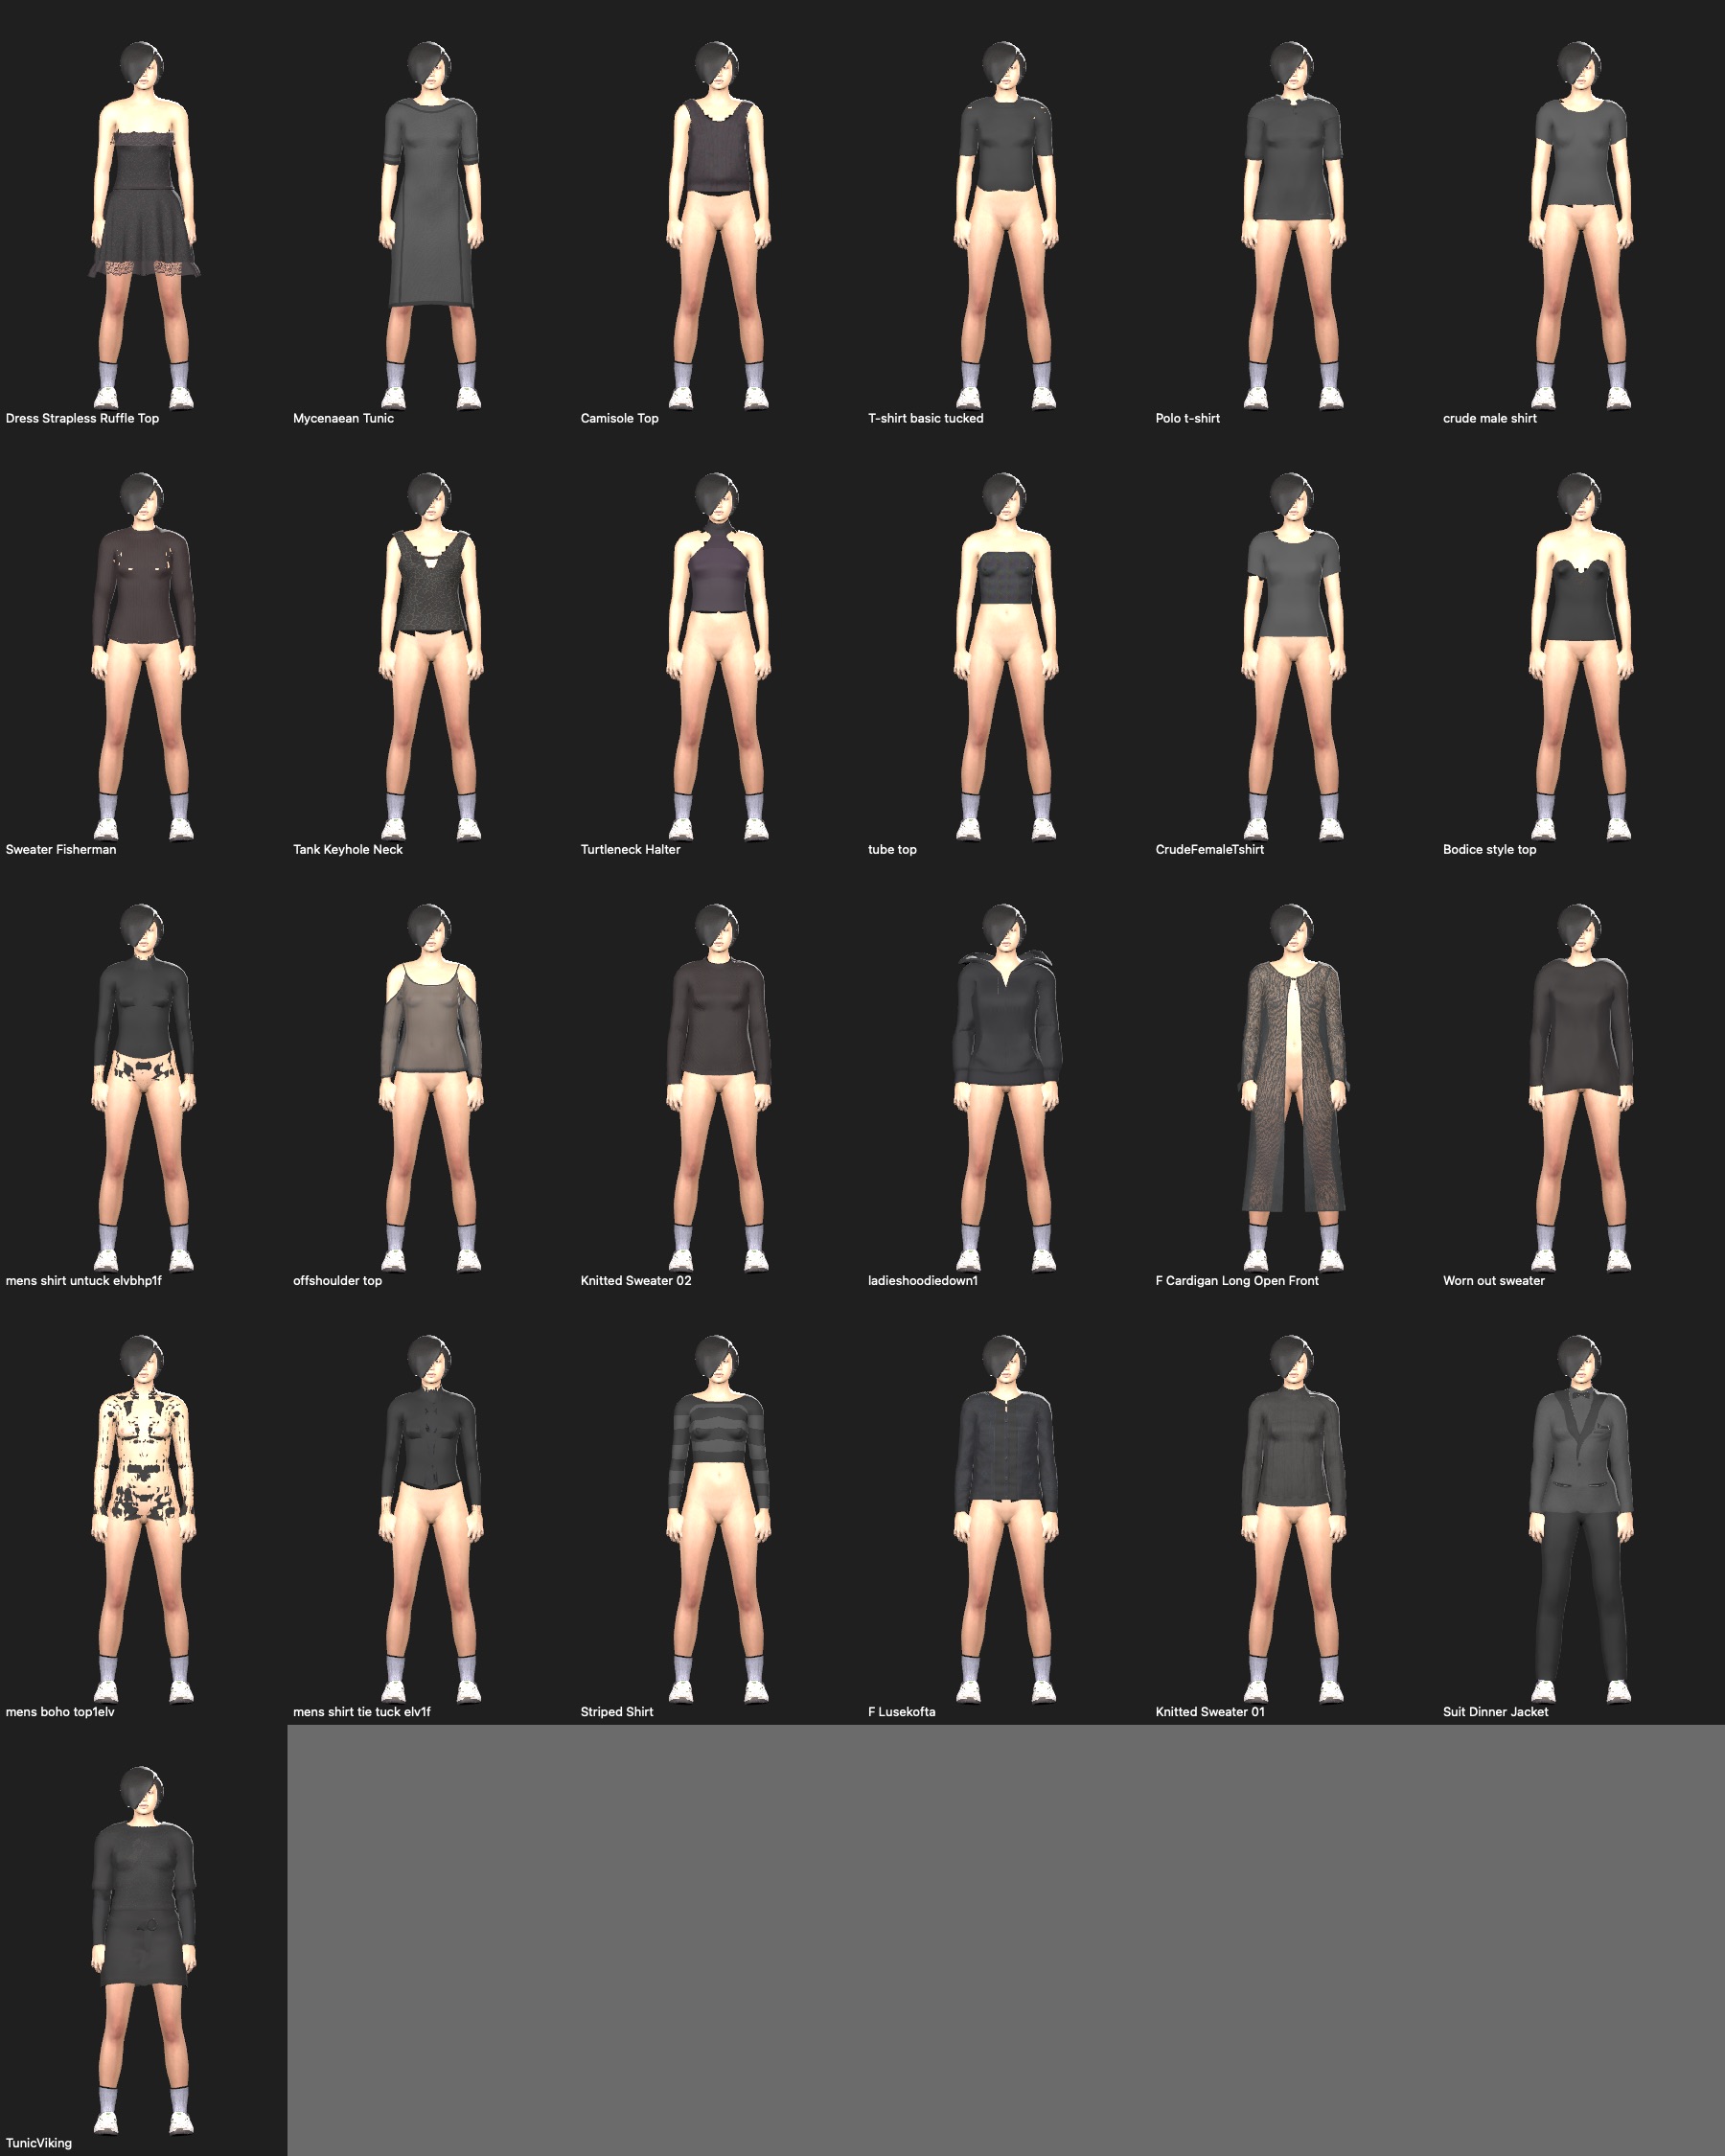 Dress Strapless Ruffle Top
Mycenaean Tunic
Camisole Top
T-shirt basic tucked
Polo t-shirt
crude male shirt
Sweater Fisherman
Tank Keyhole Neck
Turtleneck Halter
tube top
CrudeFemaleTshirt
Bodice style top
mens shirt untuck elvbhp1f
offshoulder top
Knitted Sweater 02
ladieshoodiedown1
F Cardigan Long Open Front
Worn out sweater
mens boho top1elv
mens shirt tie tuck elv1f
Striped Shirt
F Lusekofta
Knitted Sweater 01
Suit Dinner Jacket
TunicViking